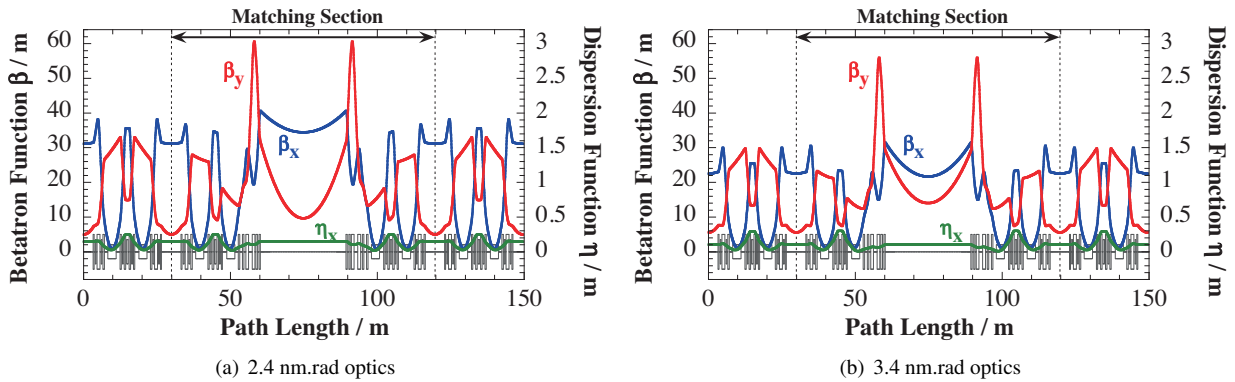 Matching Section
Betatron Function β / m
60
50
40
30
20
10
0
βy
βx
ηx
3
2.5
2
1.5
1
0.5
0
Dispersion Function η / m
0
50
100
150
Path Length / m
(a) 2.4 nm.rad optics
Matching Section
Betatron Function β / m
60
50
40
30
20
10
0
βy
βx
ηx
3
2.5
2
1.5
1
0.5
0
Dispersion Function η / m
0
50
100
150
Path Length / m
(b) 3.4 nm.rad optics